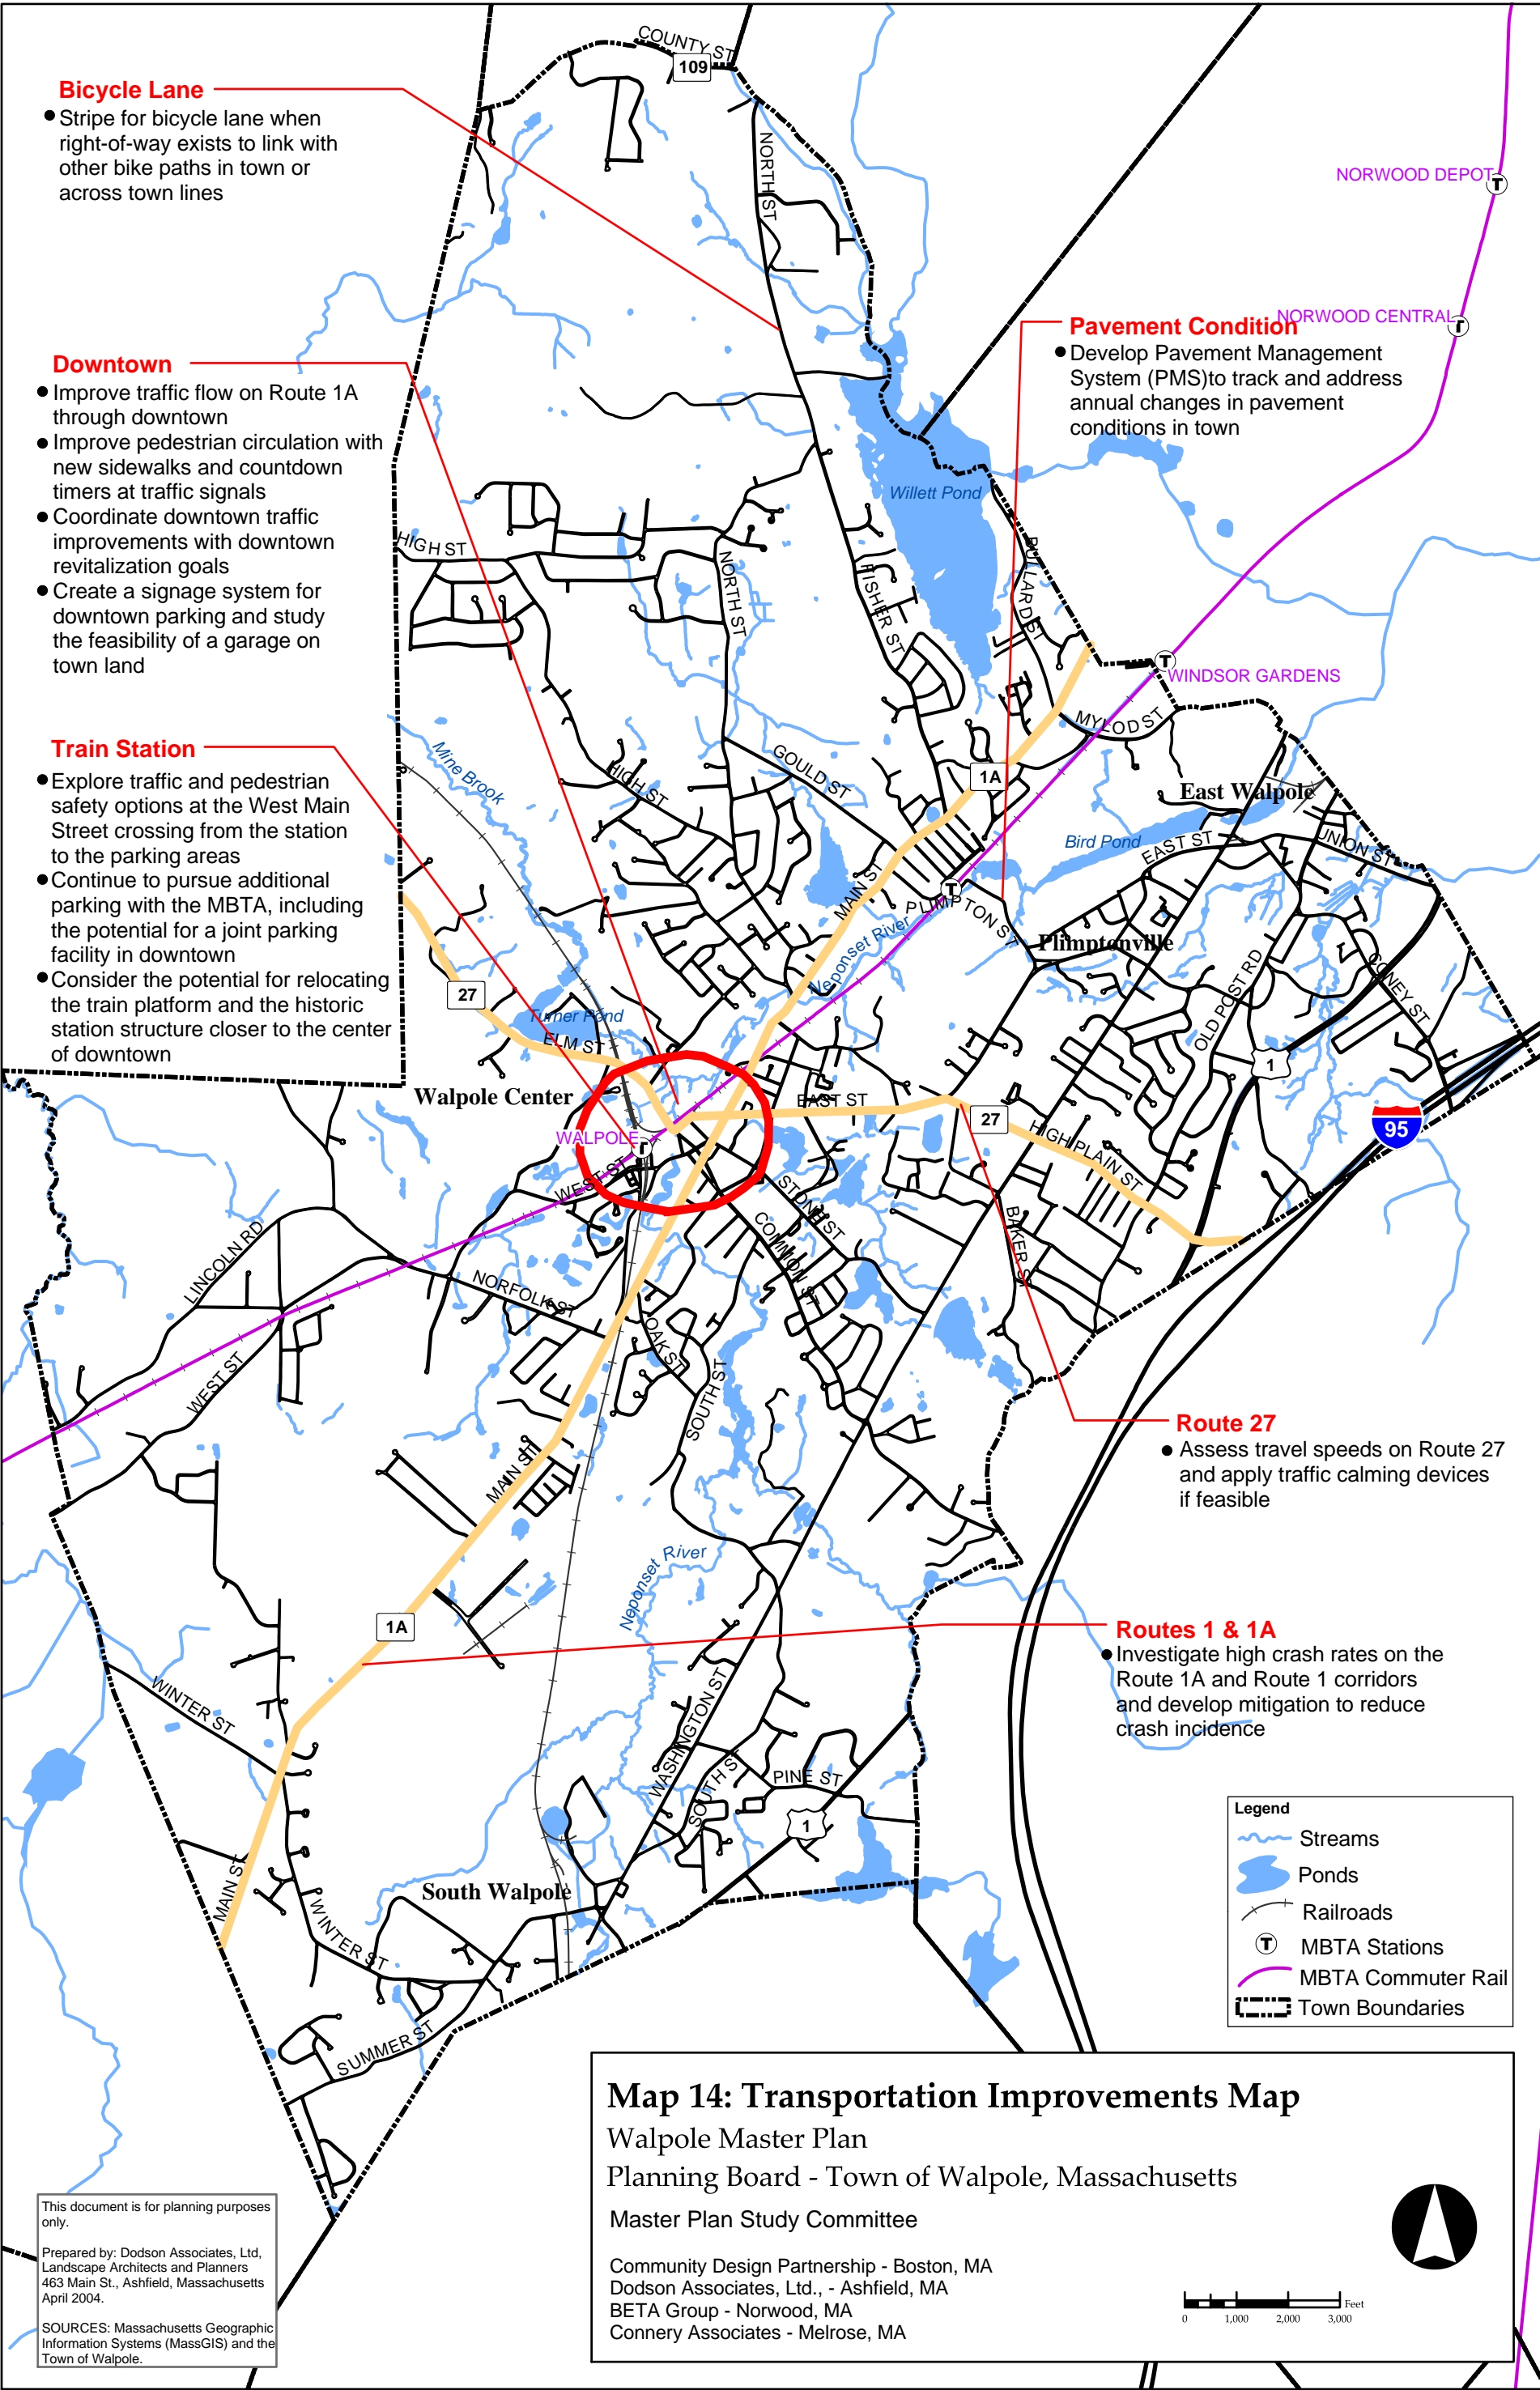 COUNTY ST
109
Bicycle Lane
● Stripe for bicycle lane when
right-of-way exists to link with
other bike paths in town or
across town lines
NORTH ST
NORWOOD DEPOT
T
NORWOOD CENTRAL
T
Pavement Condition
● Develop Pavement Management
System (PMS)to track and address
annual changes in pavement
conditions in town
Downtown
● Improve traffic flow on Route 1A
through downtown
● Improve pedestrian circulation with
new sidewalks and countdown
timers at traffic signals
● Coordinate downtown traffic
improvements with downtown
revitalization goals
● Create a signage system for
downtown parking and study
the feasibility of a garage on
town land
Willett Pond
HIGH ST
NORTH ST
FISHER ST
BULLARD ST
T
WINDSOR GARDENS
MYLOD ST
Train Station
● Explore traffic and pedestrian
safety options at the West Main
Street crossing from the station
to the parking areas
● Continue to pursue additional
parking with the MBTA, including
the potential for a joint parking
facility in downtown
● Consider the potential for relocating
the train platform and the historic
station structure closer to the center
of downtown
Mine Brook
HIGH ST
GOULD ST
1A
East Walpole
Bird Pond
EAST ST
UNION ST
MAIN ST
T
PLIMPTON ST
Plimptonville
Neponset River
OLD POST RD
CONEY ST
27
Turner Pond
ELM ST
1
Walpole Center
EAST ST
27
HIGH PLAIN ST
95
WALPOLE
T
WEST ST
STONE ST
COMMON ST
BAKER ST
LINCOLN RD
NORFOLK ST
OAK ST
SOUTH ST
WEST ST
MAIN ST
Route 27
● Assess travel speeds on Route 27
and apply traffic calming devices
if feasible
Neponset River
1A
Routes 1 & 1A
● Investigate high crash rates on the
Route 1A and Route 1 corridors
and develop mitigation to reduce
crash incidence
WINTER ST
WASHINGTON ST
SOUTH ST
PINE ST
1
MAIN ST
South Walpole
WINTER ST
SUMMER ST
Legend
Streams
Ponds
Railroads
T MBTA Stations
MBTA Commuter Rail
Town Boundaries
Map 14: Transportation Improvements Map
Walpole Master Plan
Planning Board - Town of Walpole, Massachusetts
Master Plan Study Committee
Community Design Partnership - Boston, MA
Dodson Associates, Ltd., - Ashfield, MA
BETA Group - Norwood, MA
Connery Associates - Melrose, MA
Feet
0 1,000 2,000 3,000
This document is for planning purposes
only.
Prepared by: Dodson Associates, Ltd,
Landscape Architects and Planners
463 Main St., Ashfield, Massachusetts
April 2004.
SOURCES: Massachusetts Geographic
Information Systems (MassGIS) and the
Town of Walpole.